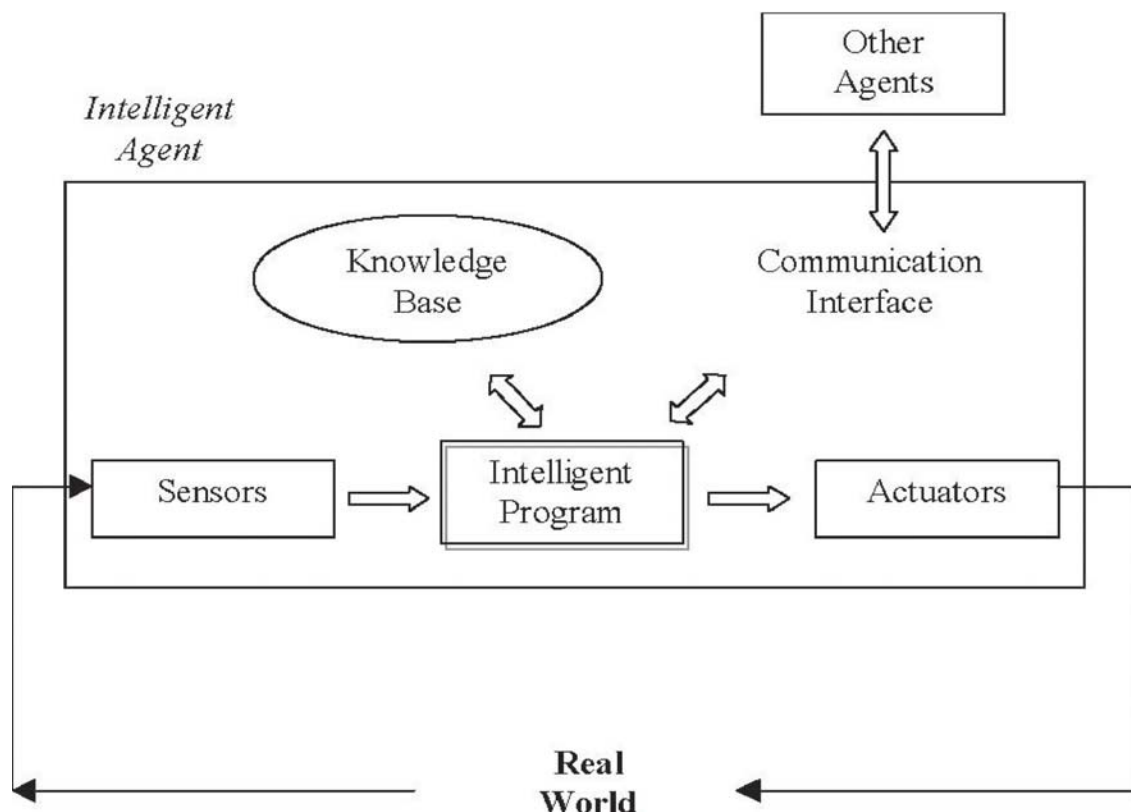 Other
Agents
Intelligent
Agent
Knowledge
Base
Communication
Interface
Sensors
Intelligent
Program
Actuators
Real
World